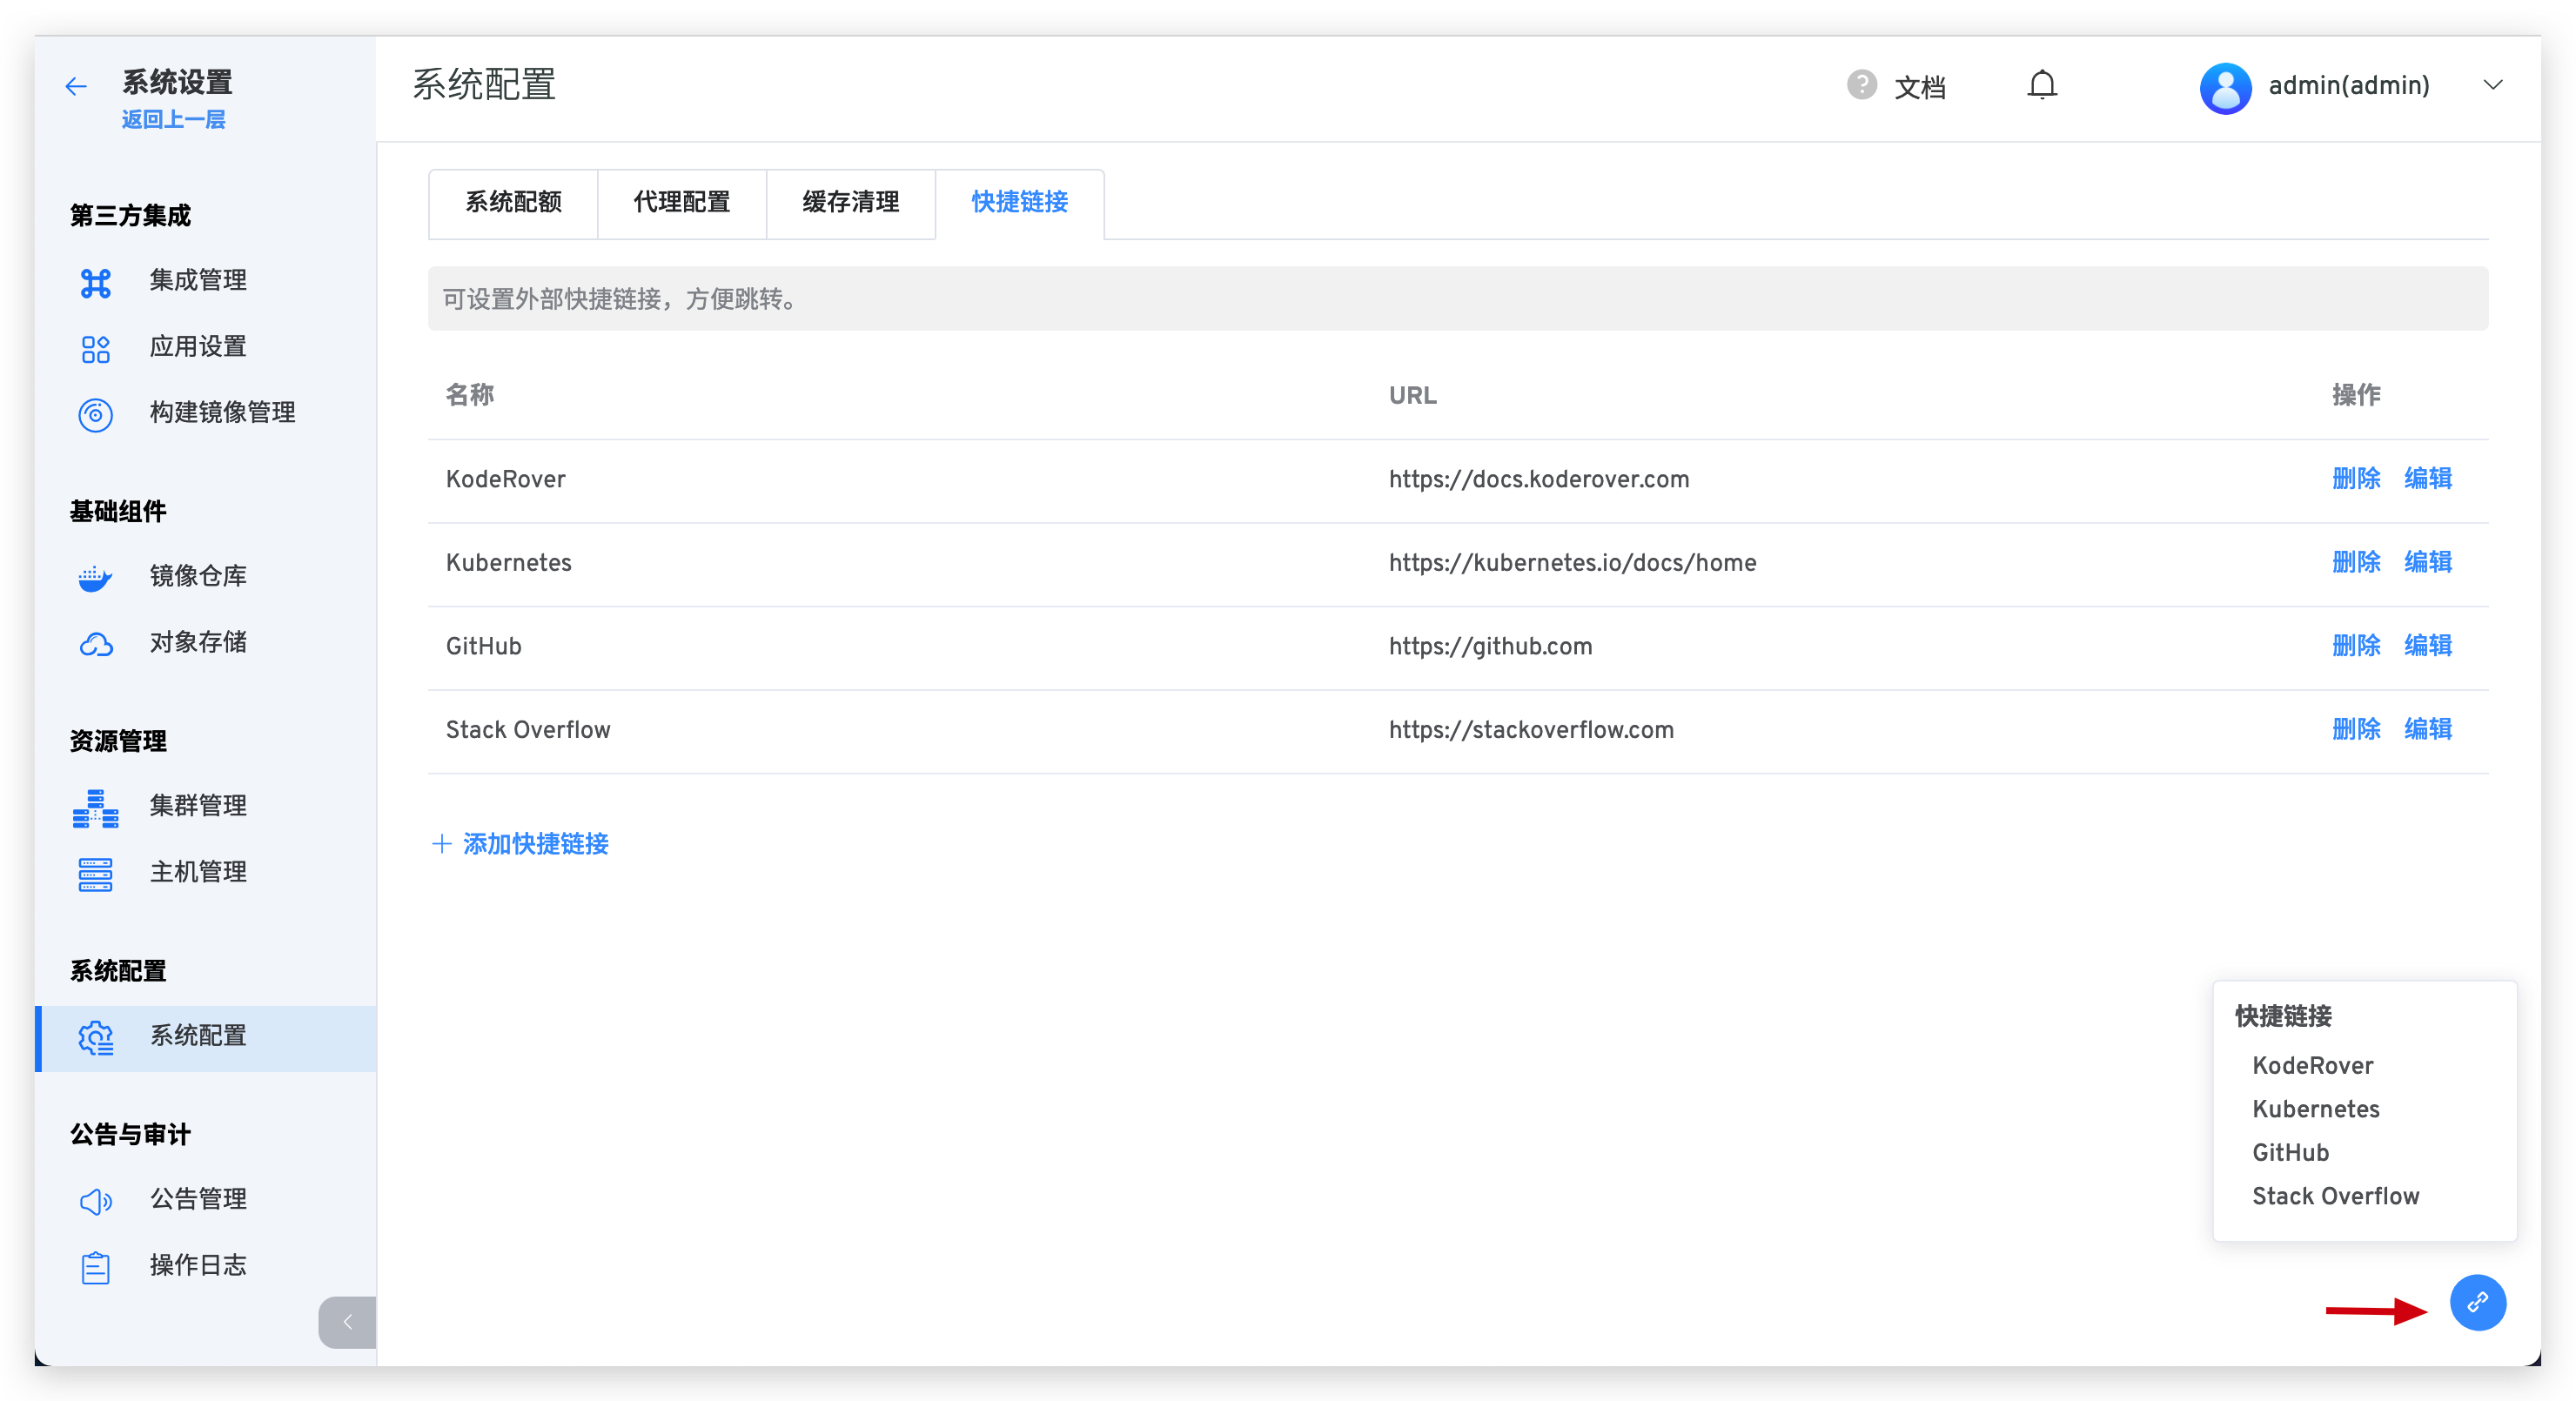 系统设置
返回上一层
第三方集成
集成管理
应用设置
构建镜像管理
基础组件
镜像仓库
对象存储
资源管理
集群管理
主机管理
系统配置
系统配置
公告与审计
公告管理
操作日志
系统配置
? 文档
admin(admin)
系统配额 代理配置 缓存清理 快捷链接
可设置外部快捷链接，方便跳转。
名称 URL 操作
KodeRover https://docs.koderover.com 删除 编辑
Kubernetes https://kubernetes.io/docs/home 删除 编辑
GitHub https://github.com 删除 编辑
Stack Overflow https://stackoverflow.com 删除 编辑
+ 添加快捷链接
快捷链接
KodeRover
Kubernetes
GitHub
Stack Overflow